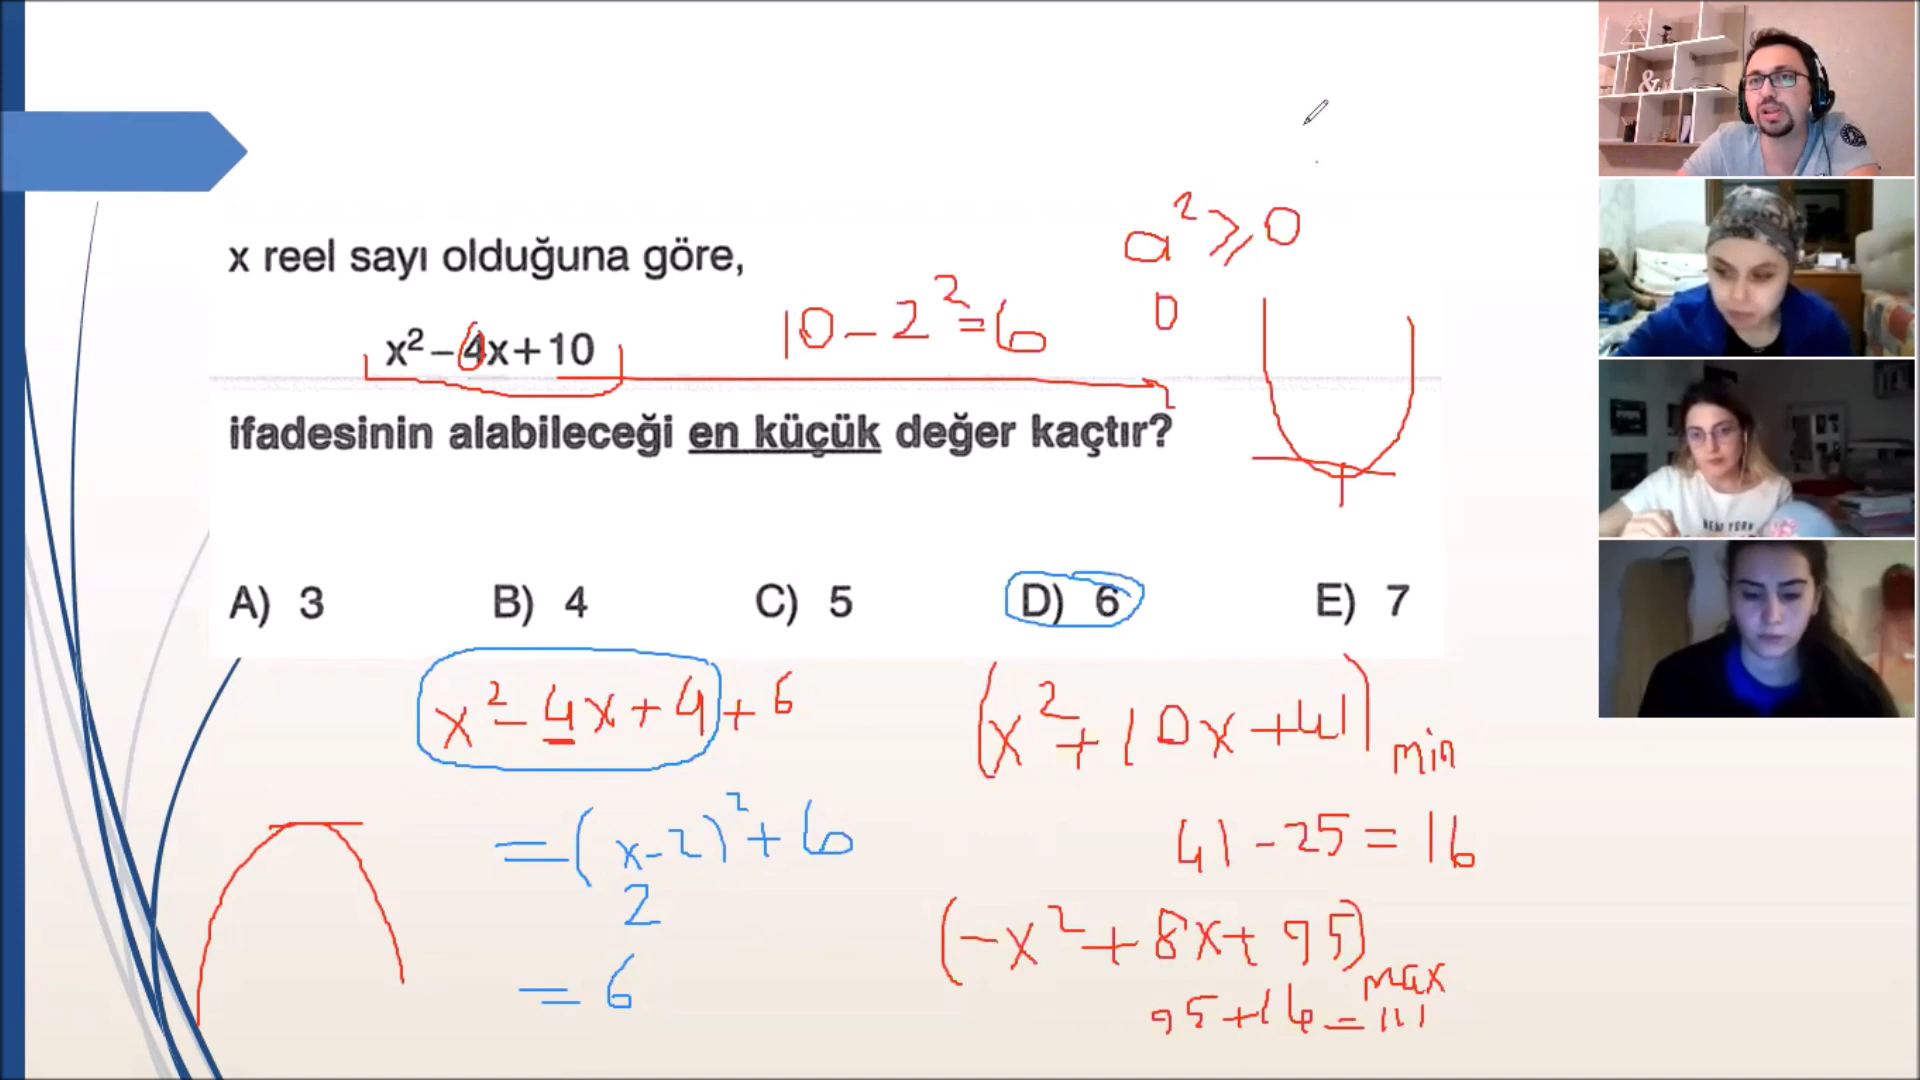 x reel sayı olduğuna göre,
x² – 4x + 10
ifadesinin alabileceği en küçük değer kaçtır?
A) 3 B) 4 C) 5 D) 6 E) 7
a² ⩾ 0
0
10 – 2² = 6
x² – 4x + 4 + 6
= (x – 2)² + 6
2
= 6
(x² + 10x + 41) min
41 – 25 = 16
(–x² + 8x + 95) max
95 + 16 = 111
&
NEW YORK